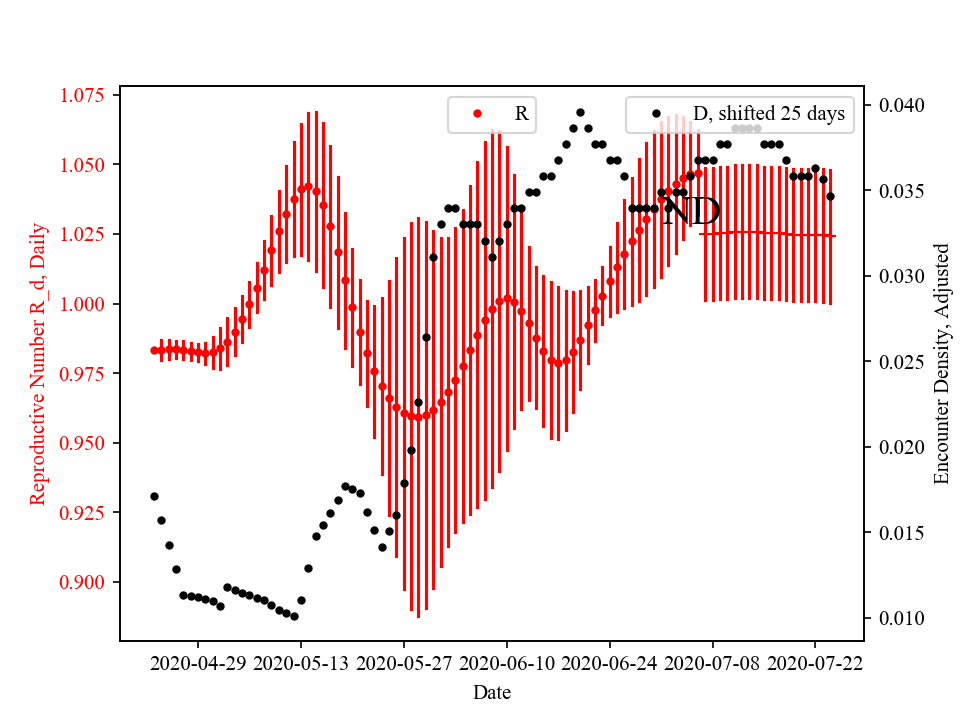 R
D, shifted 25 days
ND
Reproductive Number R_d, Daily
1.075
1.050
1.025
1.000
0.975
0.950
0.925
0.900
0.040
0.035
0.030
0.025
0.020
0.015
0.010
Encounter Density, Adjusted
2020-04-29 2020-05-13 2020-05-27 2020-06-10 2020-06-24 2020-07-08 2020-07-22
Date